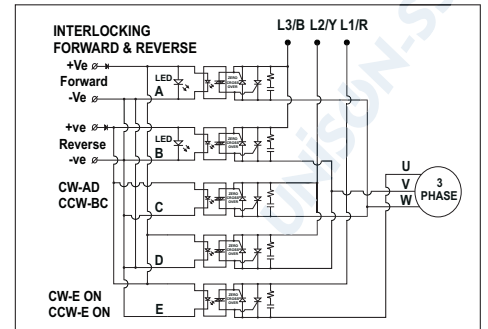 INTERLOCKING
FORWARD & REVERSE
L3/B L2/Y L1/R
+Ve
LED
Forward
A
-Ve
ZERO CROSS OVER
+ve
LED
Reverse
B
-ve
ZERO CROSS OVER
CW-AD
CCW-BC
C
ZERO CROSS OVER
U
V
W
3
PHASE
D
ZERO CROSS OVER
CW-E ON
CCW-E ON
E
ZERO CROSS OVER
UNISON